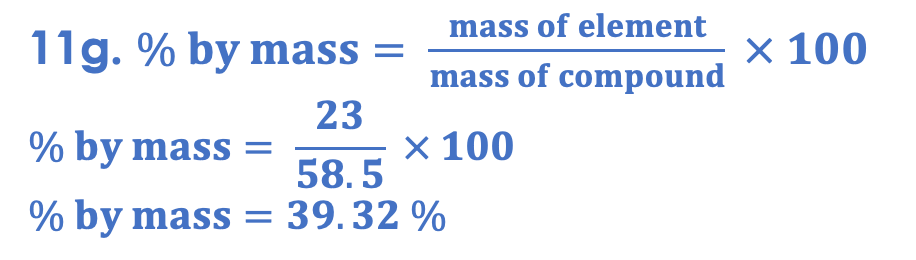 11g. % by mass = mass of element / mass of compound × 100
% by mass = 23 / 58.5 × 100
% by mass = 39.32 %